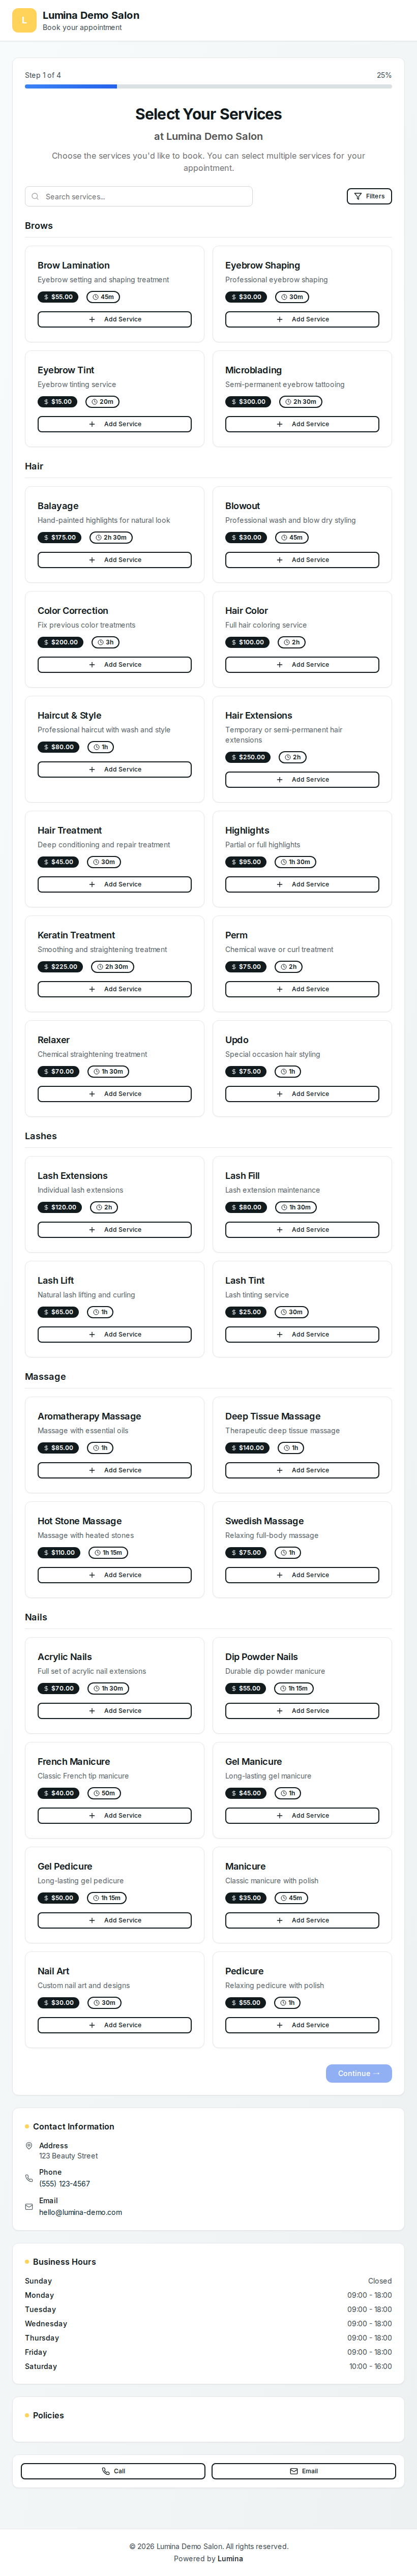 L
Lumina Demo Salon
Book your appointment
Step 1 of 4
25%
Select Your Services
at Lumina Demo Salon
Choose the services you'd like to book. You can select multiple services for your
appointment.
Search services...
Filters
Brows
Brow Lamination
Eyebrow setting and shaping treatment
$ $55.00 45m
+ Add Service
Eyebrow Shaping
Professional eyebrow shaping
$ $30.00 30m
+ Add Service
Eyebrow Tint
Eyebrow tinting service
$ $15.00 20m
+ Add Service
Microblading
Semi-permanent eyebrow tattooing
$ $300.00 2h 30m
+ Add Service
Hair
Balayage
Hand-painted highlights for natural look
$ $175.00 2h 30m
+ Add Service
Blowout
Professional wash and blow dry styling
$ $30.00 45m
+ Add Service
Color Correction
Fix previous color treatments
$ $200.00 3h
+ Add Service
Hair Color
Full hair coloring service
$ $100.00 2h
+ Add Service
Haircut & Style
Professional haircut with wash and style
$ $80.00 1h
+ Add Service
Hair Extensions
Temporary or semi-permanent hair
extensions
$ $250.00 2h
+ Add Service
Hair Treatment
Deep conditioning and repair treatment
$ $45.00 30m
+ Add Service
Highlights
Partial or full highlights
$ $95.00 1h 30m
+ Add Service
Keratin Treatment
Smoothing and straightening treatment
$ $225.00 2h 30m
+ Add Service
Perm
Chemical wave or curl treatment
$ $75.00 2h
+ Add Service
Relaxer
Chemical straightening treatment
$ $70.00 1h 30m
+ Add Service
Updo
Special occasion hair styling
$ $75.00 1h
+ Add Service
Lashes
Lash Extensions
Individual lash extensions
$ $120.00 2h
+ Add Service
Lash Fill
Lash extension maintenance
$ $80.00 1h 30m
+ Add Service
Lash Lift
Natural lash lifting and curling
$ $65.00 1h
+ Add Service
Lash Tint
Lash tinting service
$ $25.00 30m
+ Add Service
Massage
Aromatherapy Massage
Massage with essential oils
$ $85.00 1h
+ Add Service
Deep Tissue Massage
Therapeutic deep tissue massage
$ $140.00 1h
+ Add Service
Hot Stone Massage
Massage with heated stones
$ $110.00 1h 15m
+ Add Service
Swedish Massage
Relaxing full-body massage
$ $75.00 1h
+ Add Service
Nails
Acrylic Nails
Full set of acrylic nail extensions
$ $70.00 1h 30m
+ Add Service
Dip Powder Nails
Durable dip powder manicure
$ $55.00 1h 15m
+ Add Service
French Manicure
Classic French tip manicure
$ $40.00 50m
+ Add Service
Gel Manicure
Long-lasting gel manicure
$ $45.00 1h
+ Add Service
Gel Pedicure
Long-lasting gel pedicure
$ $50.00 1h 15m
+ Add Service
Manicure
Classic manicure with polish
$ $35.00 45m
+ Add Service
Nail Art
Custom nail art and designs
$ $30.00 30m
+ Add Service
Pedicure
Relaxing pedicure with polish
$ $55.00 1h
+ Add Service
Continue →
Contact Information
Address
123 Beauty Street
Phone
(555) 123-4567
Email
hello@lumina-demo.com
Business Hours
Sunday Closed
Monday 09:00 - 18:00
Tuesday 09:00 - 18:00
Wednesday 09:00 - 18:00
Thursday 09:00 - 18:00
Friday 09:00 - 18:00
Saturday 10:00 - 16:00
Policies
Call
Email
© 2026 Lumina Demo Salon. All rights reserved.
Powered by Lumina